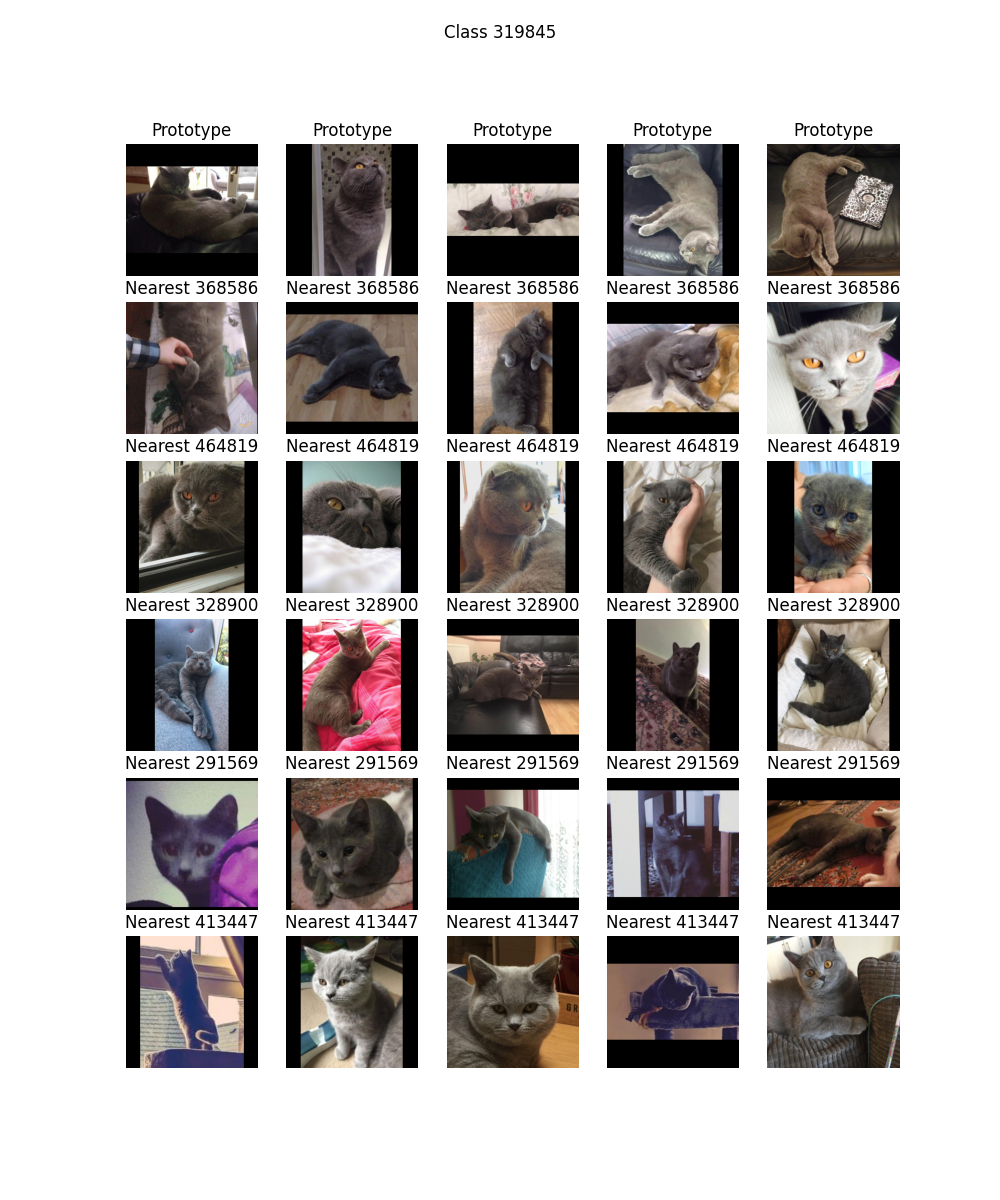 Class 319845
Prototype Prototype Prototype Prototype Prototype
Nearest 368586 Nearest 368586 Nearest 368586 Nearest 368586 Nearest 368586
Nearest 464819 Nearest 464819 Nearest 464819 Nearest 464819 Nearest 464819
Nearest 328900 Nearest 328900 Nearest 328900 Nearest 328900 Nearest 328900
Nearest 291569 Nearest 291569 Nearest 291569 Nearest 291569 Nearest 291569
Nearest 413447 Nearest 413447 Nearest 413447 Nearest 413447 Nearest 413447
GR